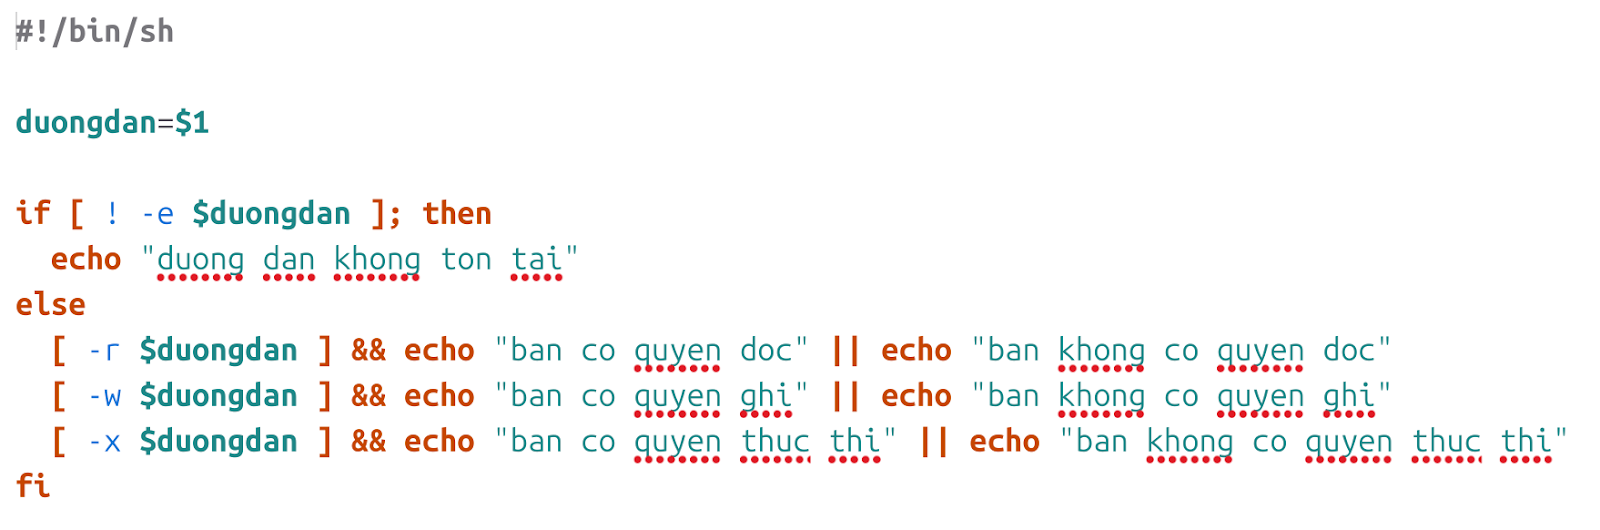 #!/bin/sh
duongdan=$1
if [ ! -e $duongdan ]; then
echo "duong dan khong ton tai"
else
[ -r $duongdan ] && echo "ban co quyen doc" || echo "ban khong co quyen doc"
[ -w $duongdan ] && echo "ban co quyen ghi" || echo "ban khong co quyen ghi"
[ -x $duongdan ] && echo "ban co quyen thuc thi" || echo "ban khong co quyen thuc thi"
fi